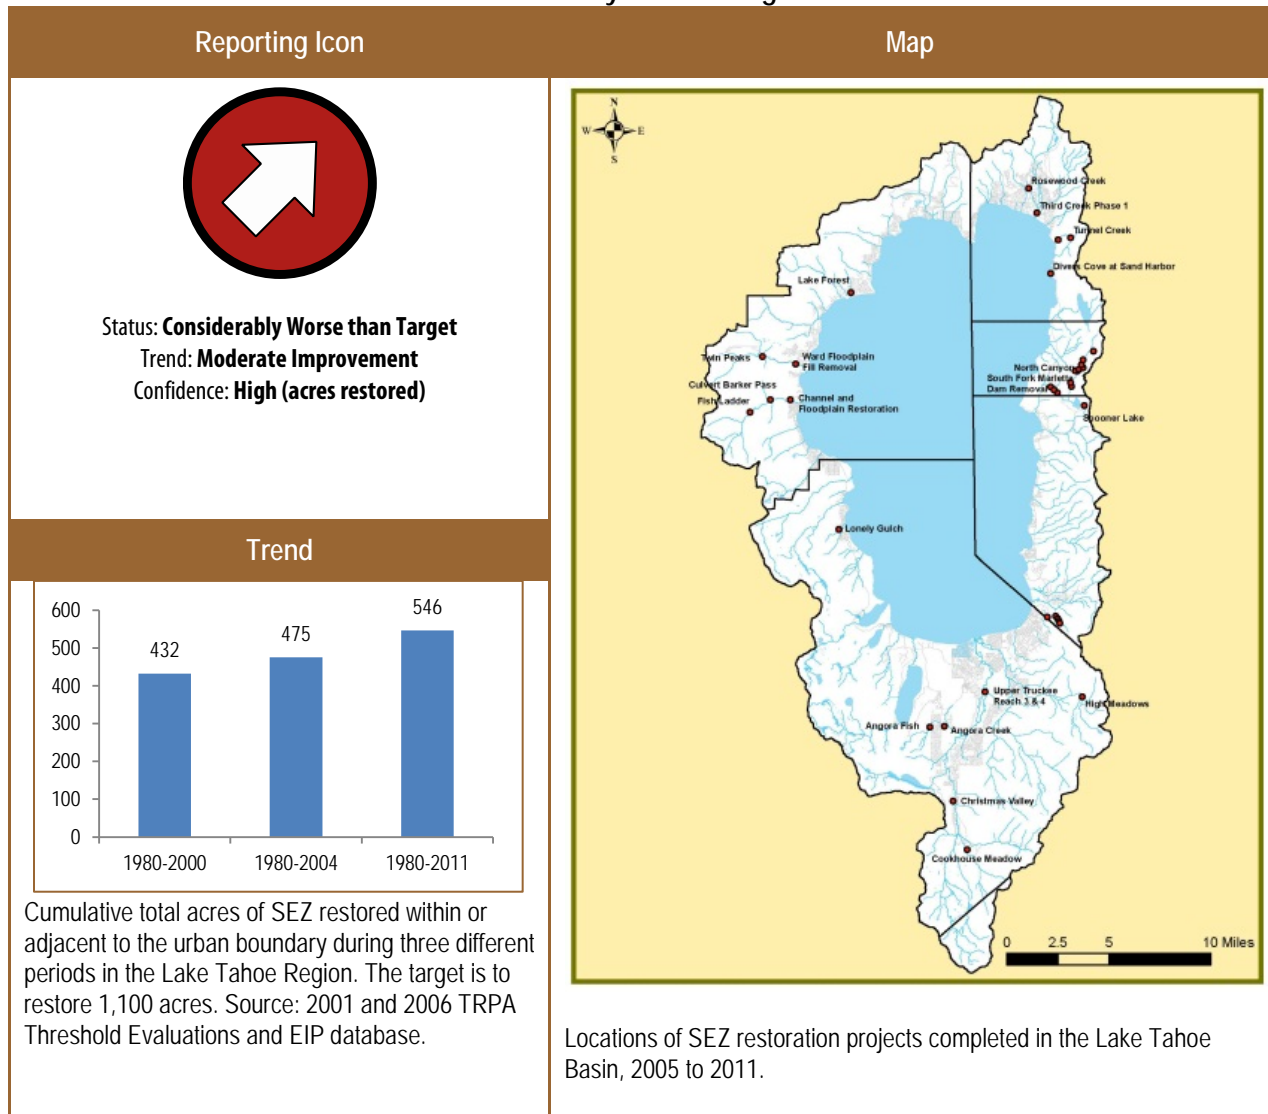 Reporting Icon
Status: Considerably Worse than Target
Trend: Moderate Improvement
Confidence: High (acres restored)
Trend
600
500
400
300
200
100
0
432
475
546
1980-2000
1980-2004
1980-2011
Cumulative total acres of SEZ restored within or
adjacent to the urban boundary during three different
periods in the Lake Tahoe Region. The target is to
restore 1,100 acres. Source: 2001 and 2006 TRPA
Threshold Evaluations and EIP database.
Map
N
W E
S
Rosewood Creek
Third Creek Phase 1
Tunnel Creek
Divers Cove at Sand Harbor
Lake Forest
Twin Peaks
Ward Floodplain
Fill Removal
Culvert Barker Pass
Fish Ladder
Channel and
Floodplain Restoration
North Canyon
South Fork Marlette
Dam Removal
Spooner Lake
Lonely Gulch
Upper Truckee
Reach 3 & 4
High Meadows
Angora Fish
Angora Creek
Christmas Valley
Cookhouse Meadow
0 2.5 5 10 Miles
Locations of SEZ restoration projects completed in the Lake Tahoe
Basin, 2005 to 2011.